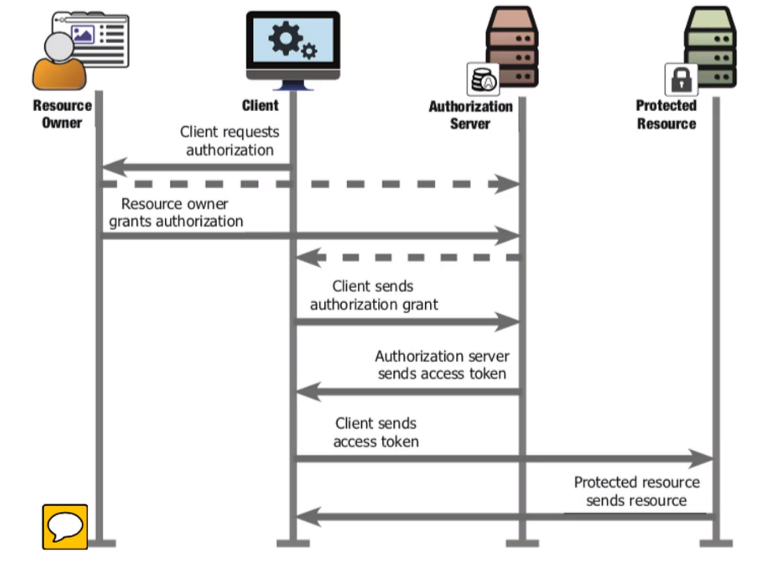 Resource
Owner
Client
Authorization
Server
Protected
Resource
Client requests
authorization
Resource owner
grants authorization
Client sends
authorization grant
Authorization server
sends access token
Client sends
access token
Protected resource
sends resource